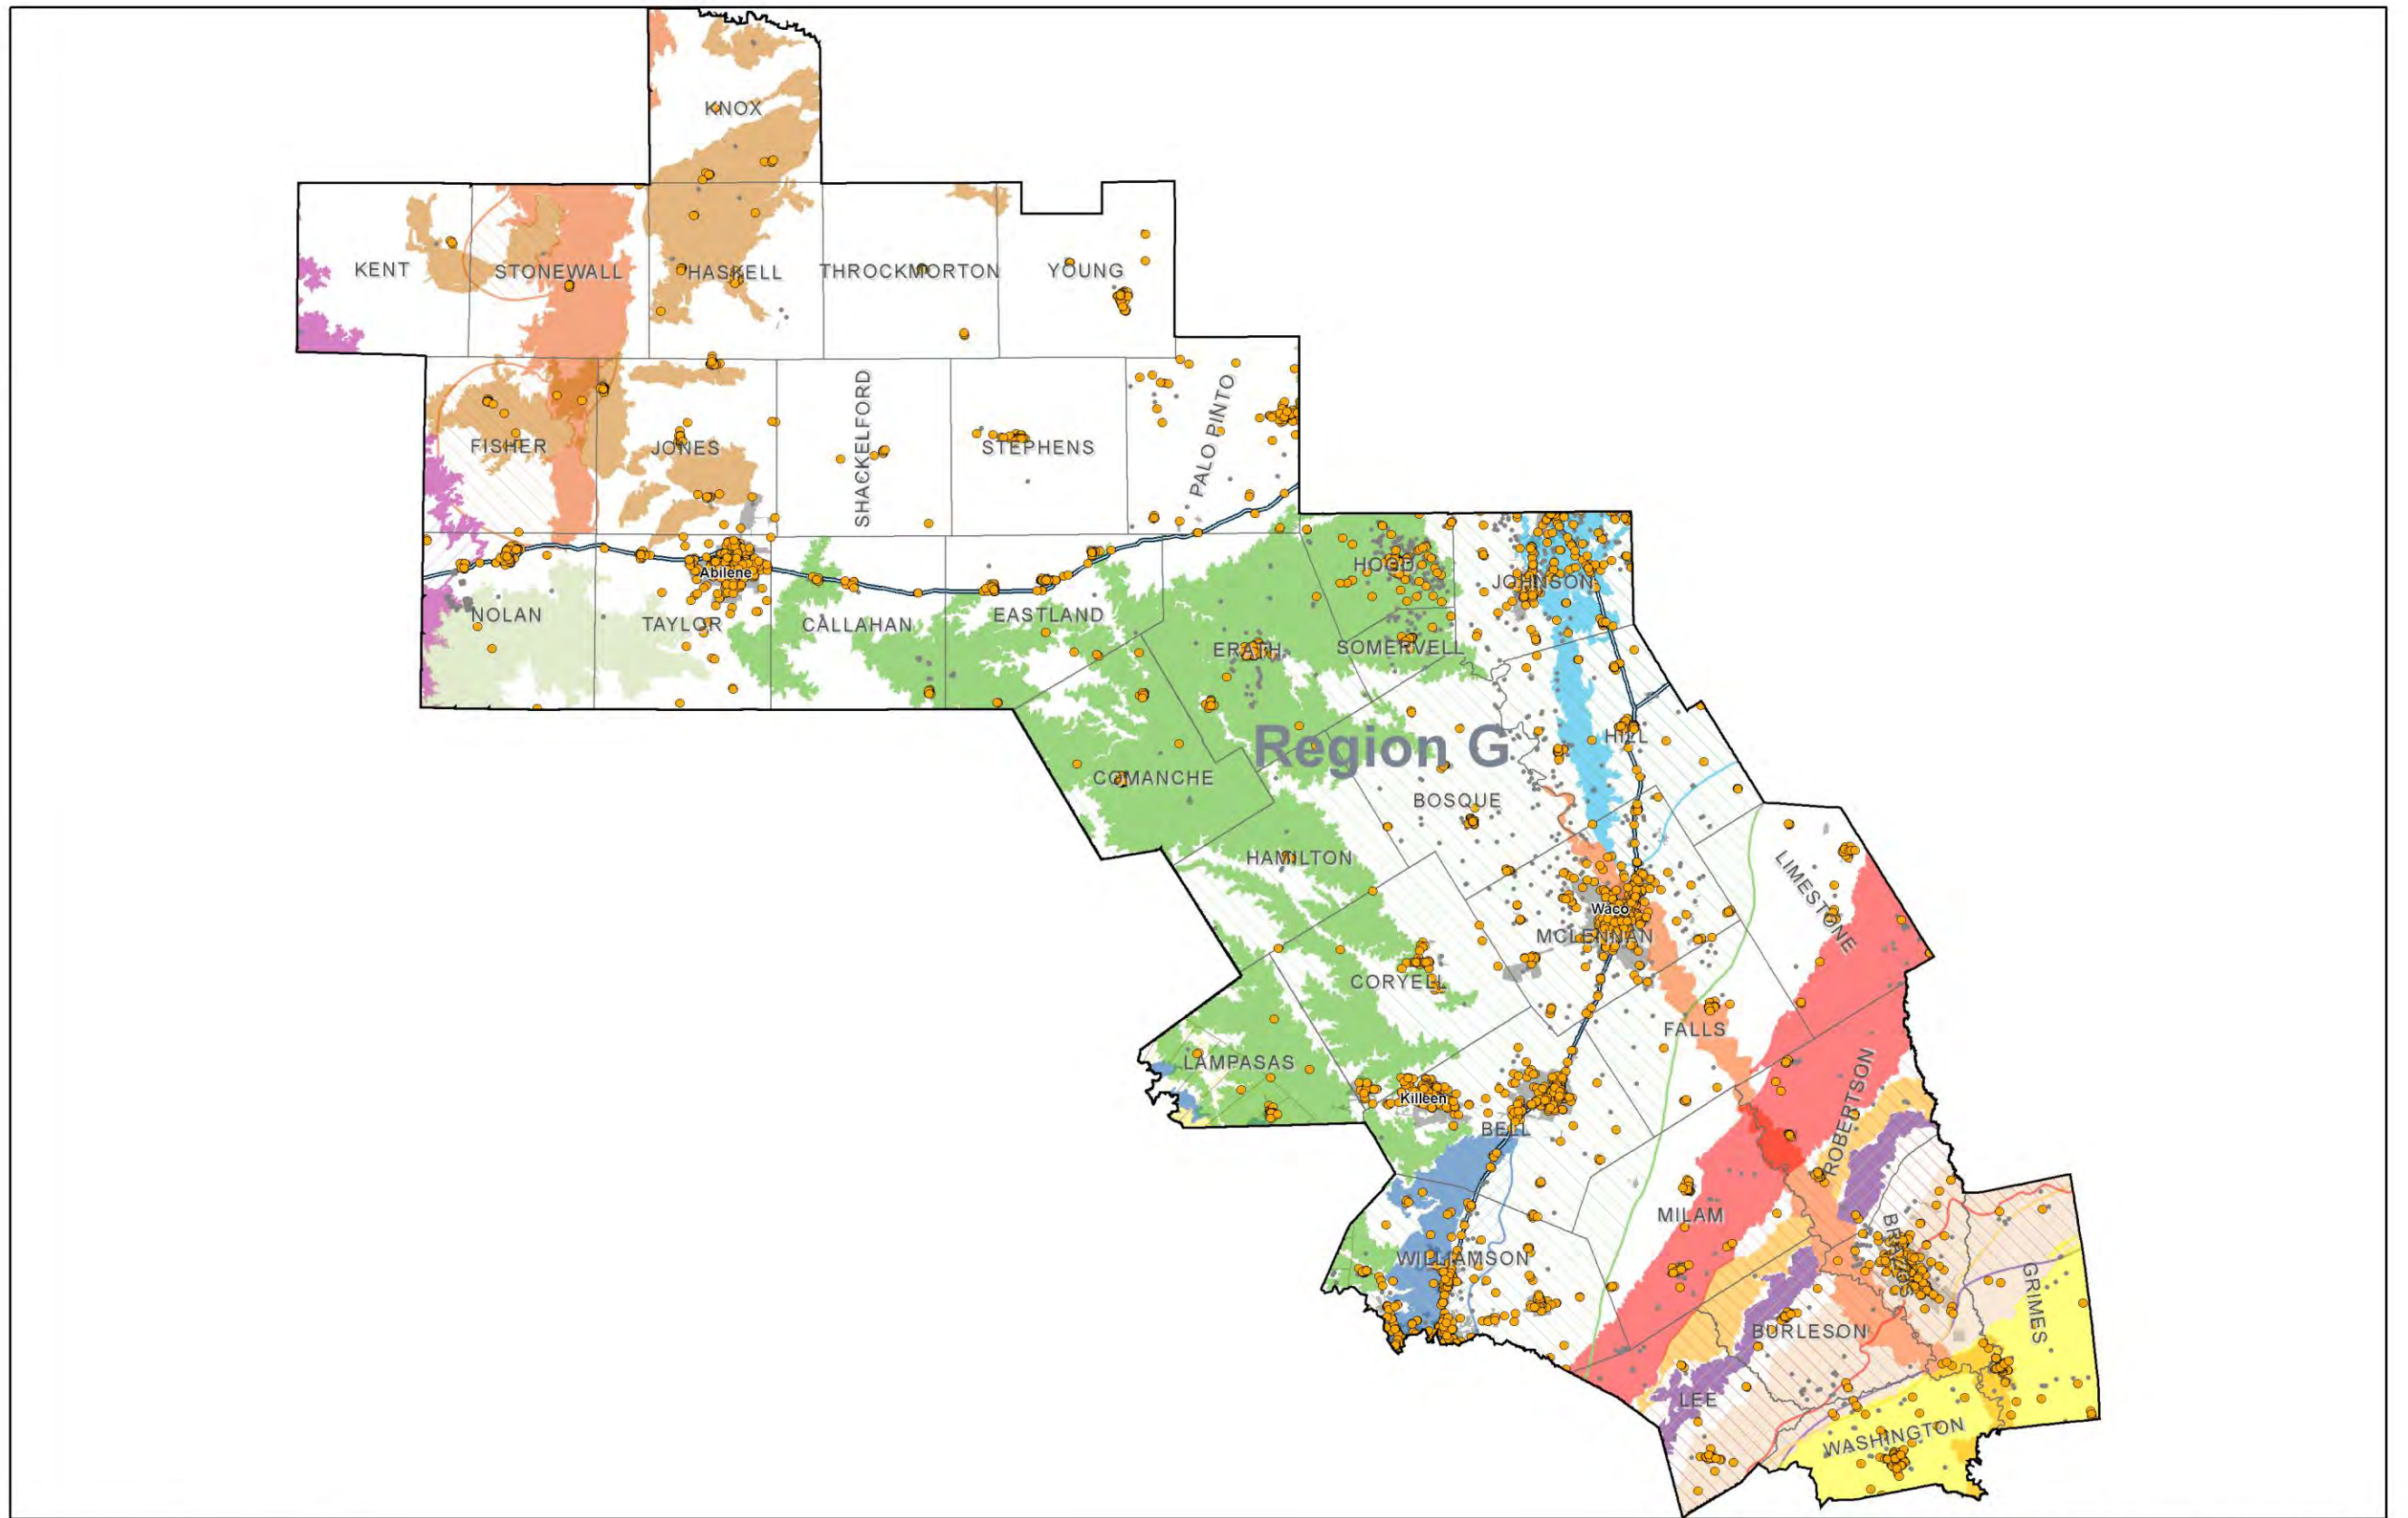 KNOX
KENT
STONEWALL
HASKELL
THROCKMORTON
YOUNG
FISHER
JONES
SHACKELFORD
STEPHENS
PALO PINTO
Abilene
NOLAN
TAYLOR
CALLAHAN
EASTLAND
HOOD
JOHNSON
ERATH
SOMERVELL
Region G
HILL
COMANCHE
BOSQUE
HAMILTON
LIMESTONE
Waco
MCLENNAN
CORYELL
FALLS
LAMPASAS
Killeen
BELL
ROBERTSON
MILAM
BRAZOS
WILLIAMSON
GRIMES
BURLESON
LEE
WASHINGTON